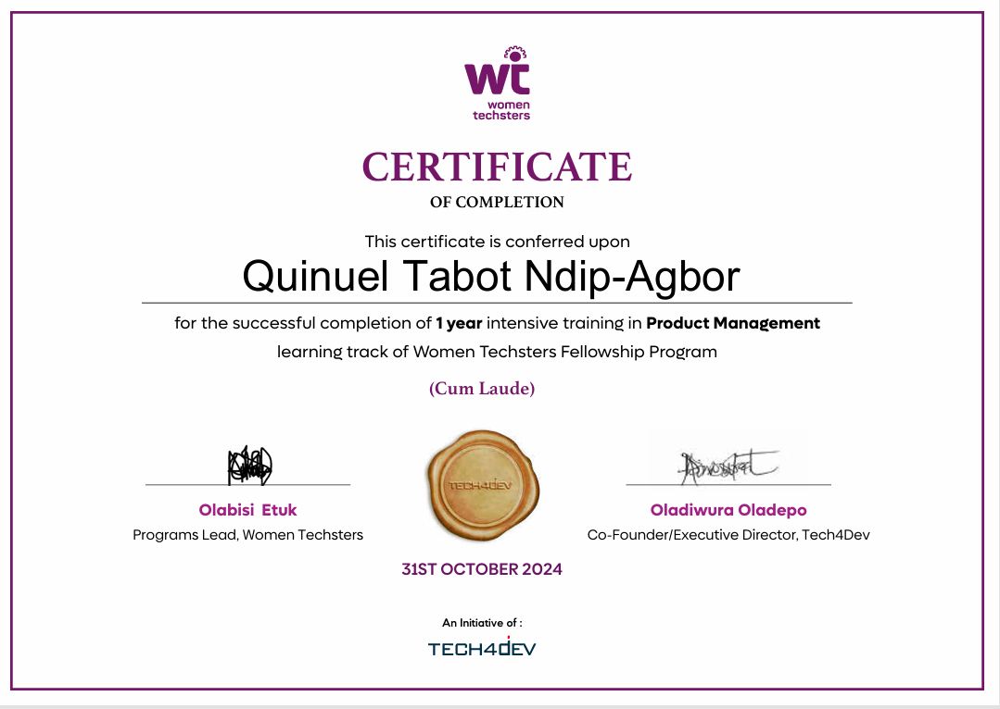 wt
women
techsters
CERTIFICATE
OF COMPLETION
This certificate is conferred upon
Quinuel Tabot Ndip-Agbor
for the successful completion of 1 year intensive training in Product Management
learning track of Women Techsters Fellowship Program
(Cum Laude)
TECH4DEV
Olabisi Etuk
Oladiwura Oladepo
Programs Lead, Women Techsters
Co-Founder/Executive Director, Tech4Dev
31ST OCTOBER 2024
An Initiative of :
TECH4DEV